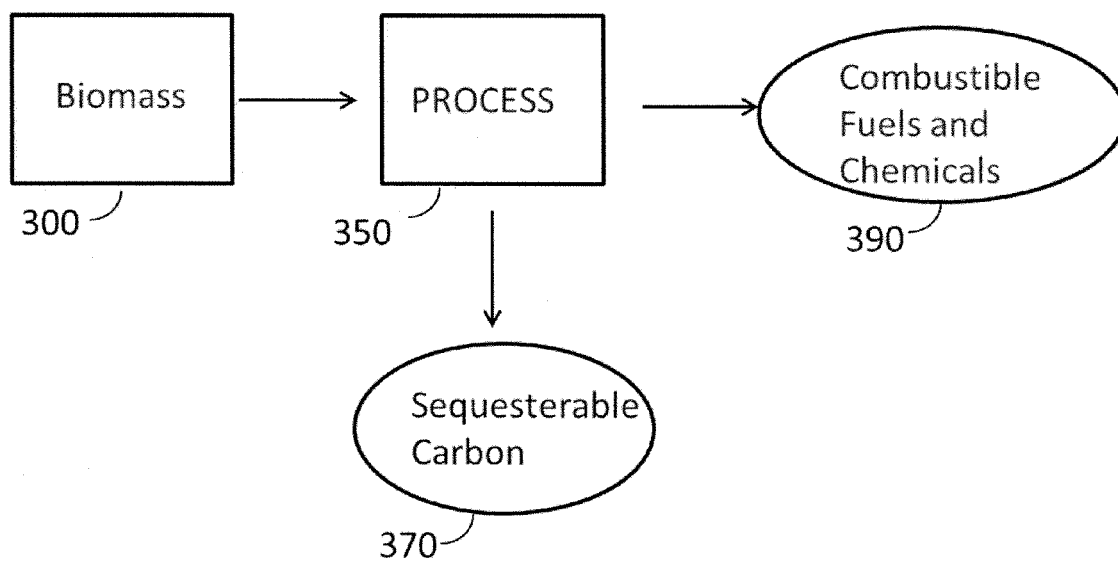 Biomass
PROCESS
Combustible
Fuels and
Chemicals
300
350
390
Sequesterable
Carbon
370